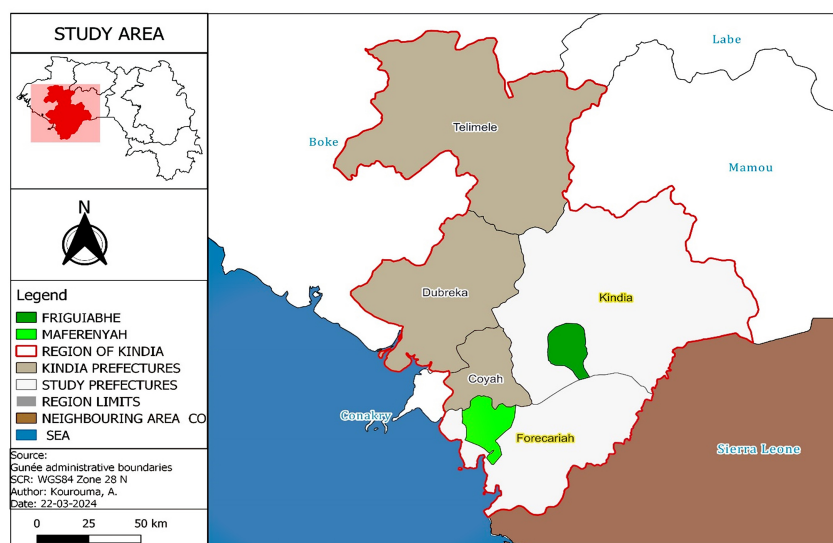 STUDY AREA
N
Legend
FRIGUIABHE
MAFERENYAH
REGION OF KINDIA
KINDIA PREFECTURES
STUDY PREFECTURES
REGION LIMITS
NEIGHBOURING AREA CO
SEA
Source:
Gunée administrative boundaries
SCR: WGS84 Zone 28 N
Author: Kourouma, A.
Date: 22-03-2024
0 25 50 km
Labe
Telimele
Boke
Mamou
Dubreka
Kindia
Coyah
Conakry
Forecariah
Sierra Leone